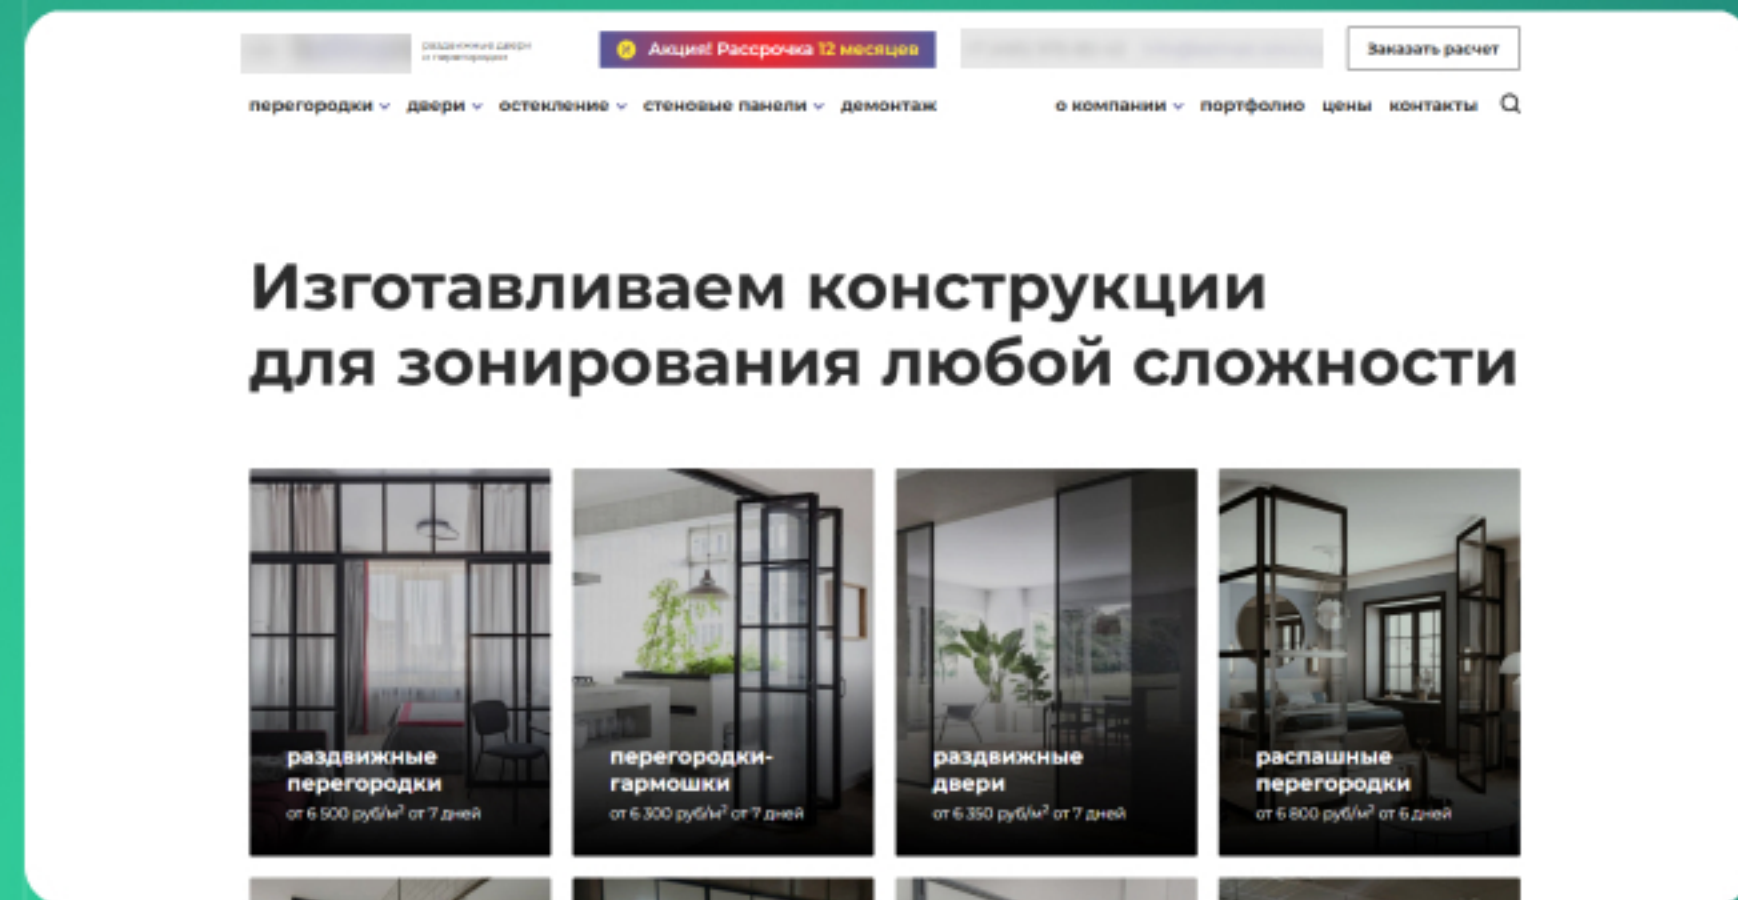 раздвижные двери
и перегородки
Акция! Рассрочка 12 месяцев
Заказать расчет
перегородки двери остекление стеновые панели демонтаж о компании портфолио цены контакты
Изготавливаем конструкции
для зонирования любой сложности
раздвижные
перегородки
от 6 500 руб/м² от 7 дней
перегородки-
гармошки
от 6 300 руб/м² от 7 дней
раздвижные
двери
от 6 350 руб/м² от 7 дней
распашные
перегородки
от 6 800 руб/м² от 6 дней